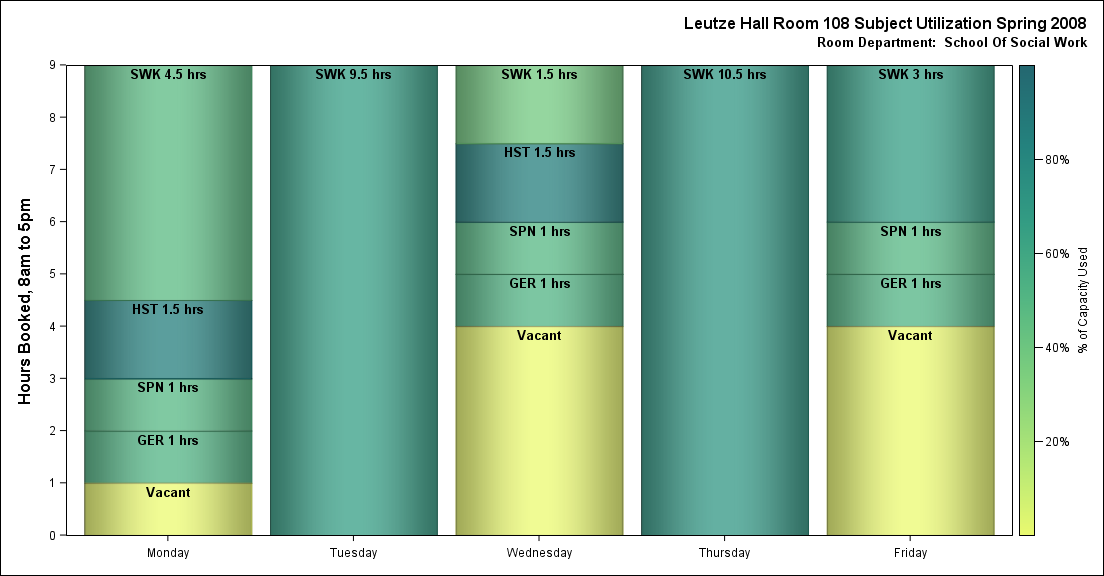 Leutze Hall Room 108 Subject Utilization Spring 2008
Room Department:  School Of Social Work
Hours Booked, 8am to 5pm
9
8
7
6
5
4
3
2
1
0
SWK 4.5 hrs
HST 1.5 hrs
SPN 1 hrs
GER 1 hrs
Vacant
SWK 9.5 hrs
SWK 1.5 hrs
HST 1.5 hrs
SPN 1 hrs
GER 1 hrs
Vacant
SWK 10.5 hrs
SWK 3 hrs
SPN 1 hrs
GER 1 hrs
Vacant
Monday
Tuesday
Wednesday
Thursday
Friday
80%
60%
40%
20%
% of Capacity Used